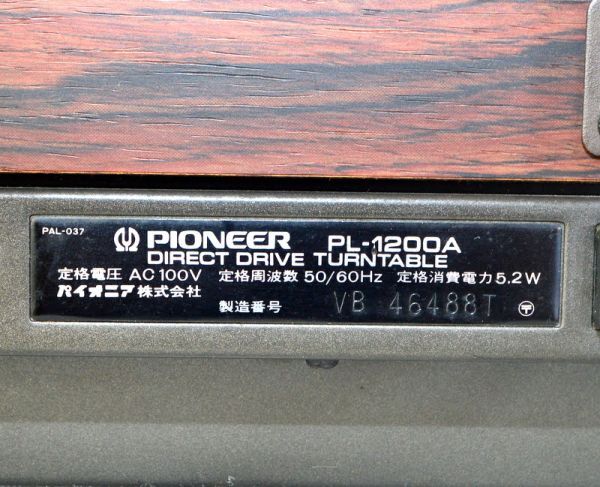 PAL-037
PIONEER PL-1200A
DIRECT DRIVE TURNTABLE
定格電圧 AC100V 定格周波数 50/60Hz 定格消費電力 5.2W
パイオニア株式会社
製造番号 VB 46488T 〶